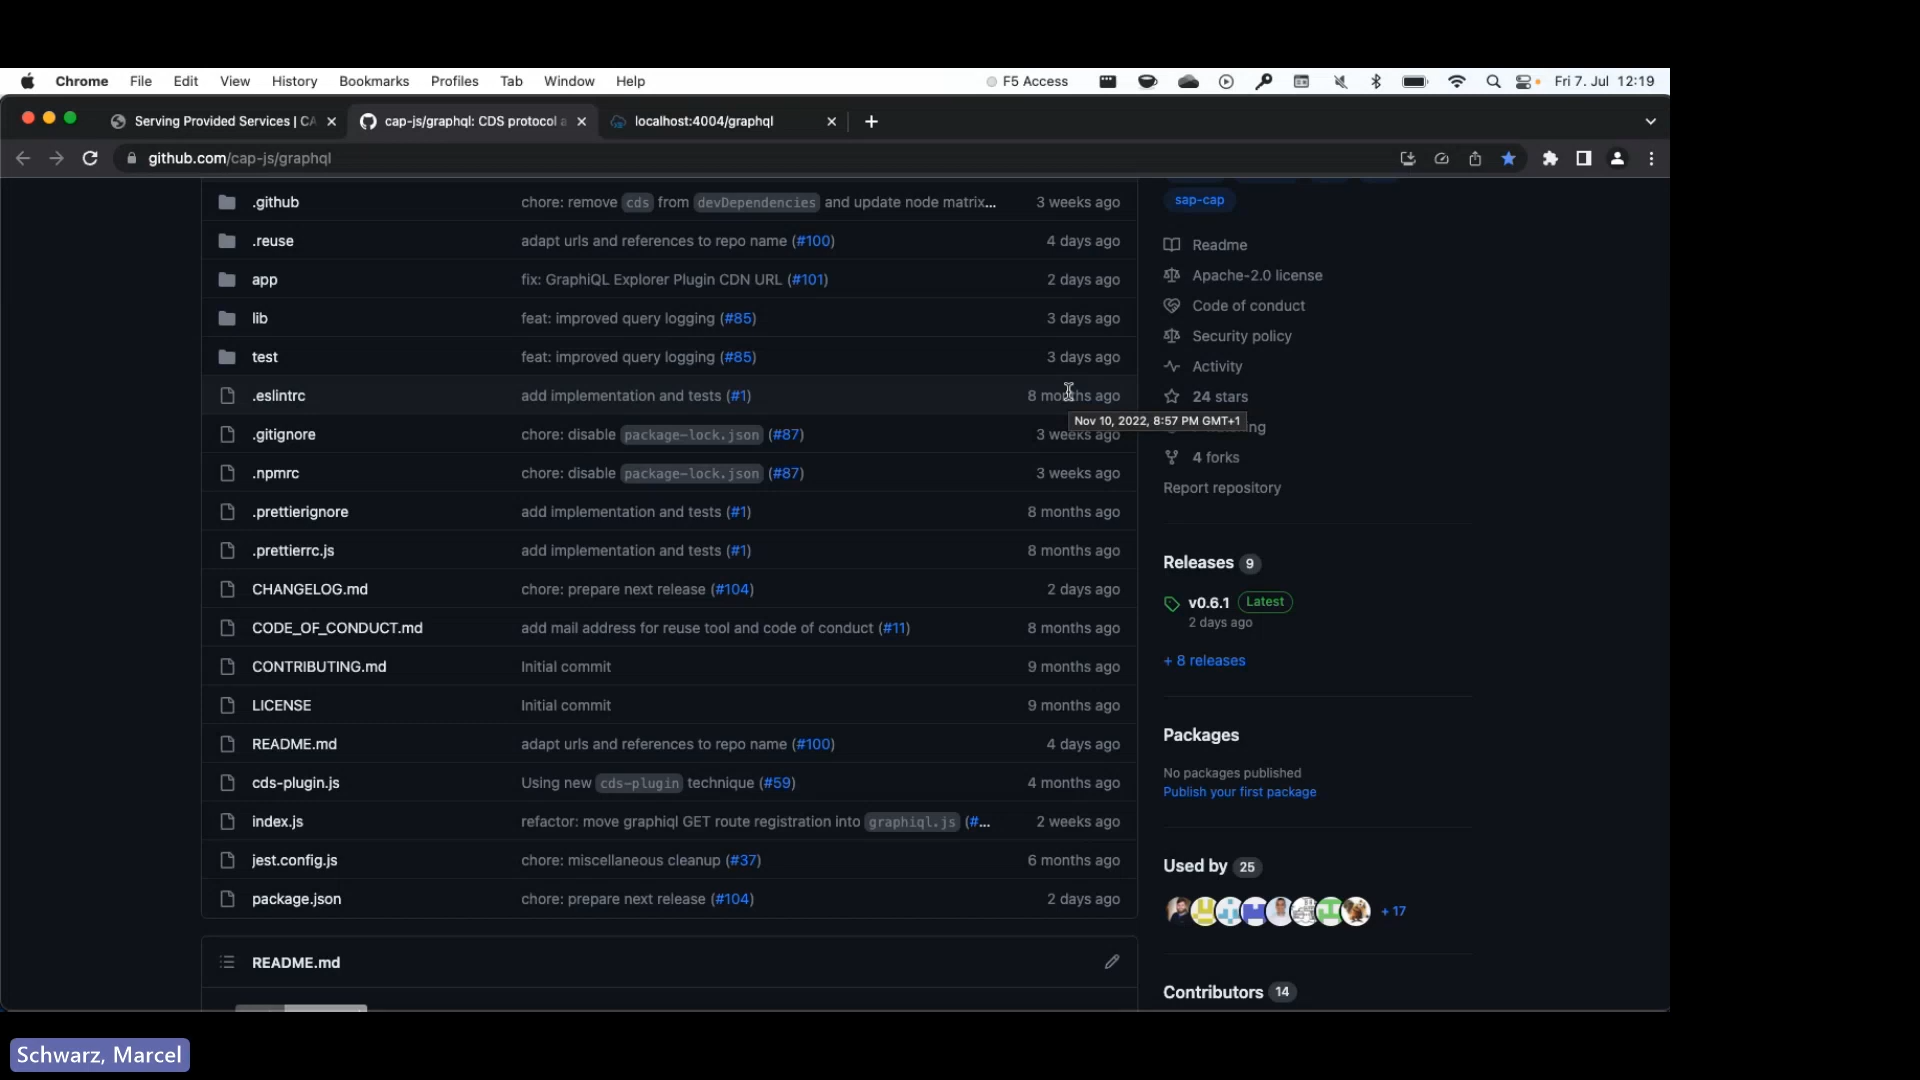 Chrome File Edit View History Bookmarks Profiles Tab Window Help F5 Access Fri 7. Jul 12:19
Serving Provided Services | CA cap-js/graphql: CDS protocol a localhost:4004/graphql
github.com/cap-js/graphql
.github chore: remove cds from devDependencies and update node matrix... 3 weeks ago
.reuse adapt urls and references to repo name (#100) 4 days ago
app fix: GraphiQL Explorer Plugin CDN URL (#101) 2 days ago
lib feat: improved query logging (#85) 3 days ago
test feat: improved query logging (#85) 3 days ago
.eslintrc add implementation and tests (#1) 8 months ago
Nov 10, 2022, 8:57 PM GMT+1
.gitignore chore: disable package-lock.json (#87) 3 weeks ago
.npmrc chore: disable package-lock.json (#87) 3 weeks ago
.prettierignore add implementation and tests (#1) 8 months ago
.prettierrc.js add implementation and tests (#1) 8 months ago
CHANGELOG.md chore: prepare next release (#104) 2 days ago
CODE_OF_CONDUCT.md add mail address for reuse tool and code of conduct (#11) 8 months ago
CONTRIBUTING.md Initial commit 9 months ago
LICENSE Initial commit 9 months ago
README.md adapt urls and references to repo name (#100) 4 days ago
cds-plugin.js Using new cds-plugin technique (#59) 4 months ago
index.js refactor: move graphiql GET route registration into graphiql.js (#... 2 weeks ago
jest.config.js chore: miscellaneous cleanup (#37) 6 months ago
package.json chore: prepare next release (#104) 2 days ago
README.md
sap-cap
Readme
Apache-2.0 license
Code of conduct
Security policy
Activity
24 stars
4 forks
Report repository
Releases 9
v0.6.1 Latest
2 days ago
+ 8 releases
Packages
No packages published
Publish your first package
Used by 25
+ 17
Contributors 14
Schwarz, Marcel